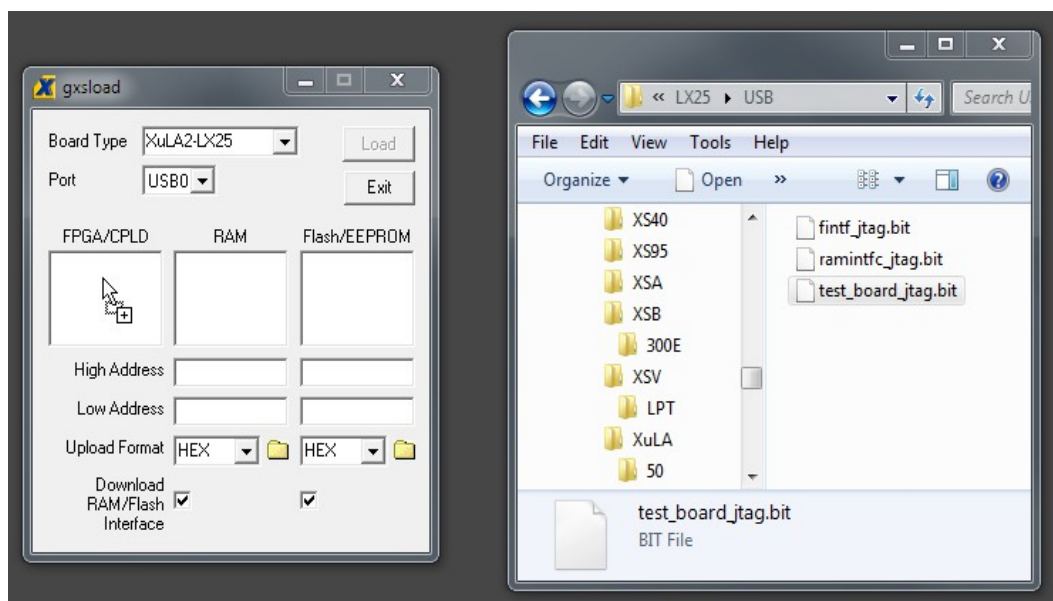 gxsload
Board Type XuLA2-LX25 Load
Port USB0 Exit
FPGA/CPLD RAM Flash/EEPROM
High Address
Low Address
Upload Format HEX HEX
Download
RAM/Flash
Interface
« LX25 USB Search U
File Edit View Tools Help
Organize Open »
XS40
XS95
XSA
XSB
300E
XSV
LPT
XuLA
50
fintf_jtag.bit
ramintfc_jtag.bit
test_board_jtag.bit
test_board_jtag.bit
BIT File